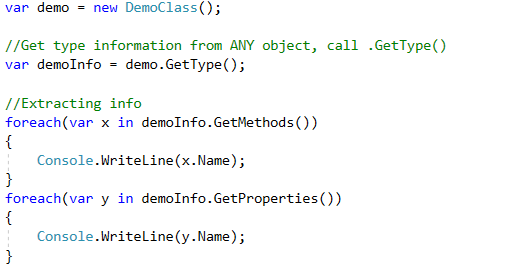 var demo = new DemoClass();
//Get type information from ANY object, call .GetType()
var demoInfo = demo.GetType();
//Extracting info
foreach(var x in demoInfo.GetMethods())
{
Console.WriteLine(x.Name);
}
foreach(var y in demoInfo.GetProperties())
{
Console.WriteLine(y.Name);
}